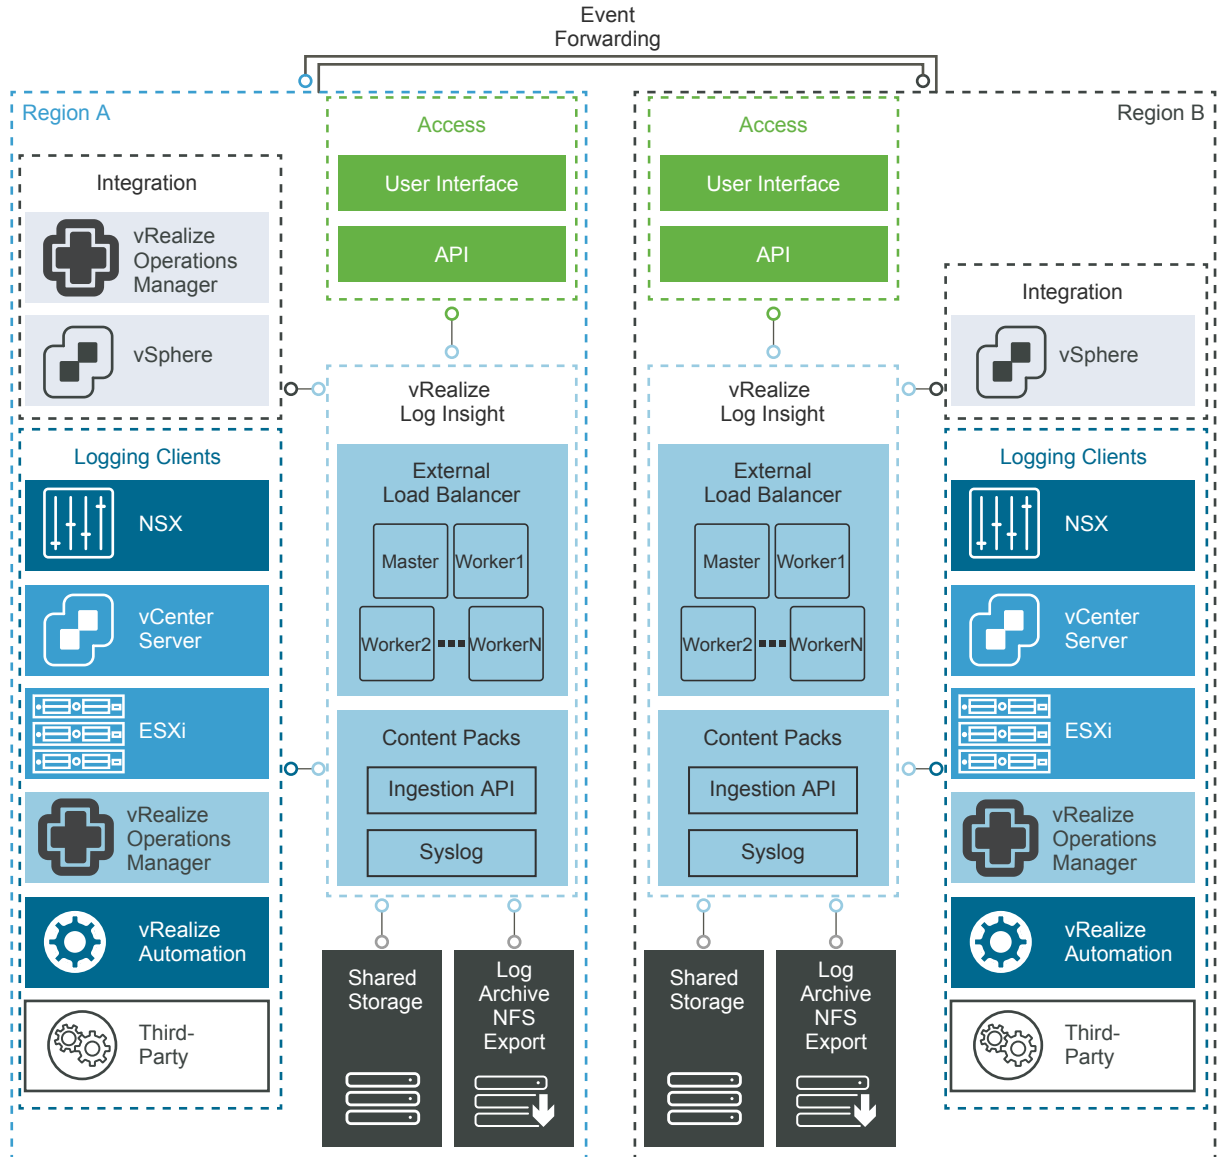 Event
Forwarding
Region A
Integration
vRealize
Operations
Manager
vSphere
Logging Clients
NSX
vCenter
Server
ESXi
vRealize
Operations
Manager
vRealize
Automation
Third-
Party
Access
User Interface
API
vRealize
Log Insight
External
Load Balancer
Master
Worker1
Worker2
WorkerN
Content Packs
Ingestion API
Syslog
Shared
Storage
Log
Archive
NFS
Export
Region B
Access
User Interface
API
vRealize
Log Insight
External
Load Balancer
Master
Worker1
Worker2
WorkerN
Content Packs
Ingestion API
Syslog
Shared
Storage
Log
Archive
NFS
Export
Integration
vSphere
Logging Clients
NSX
vCenter
Server
ESXi
vRealize
Operations
Manager
vRealize
Automation
Third-
Party